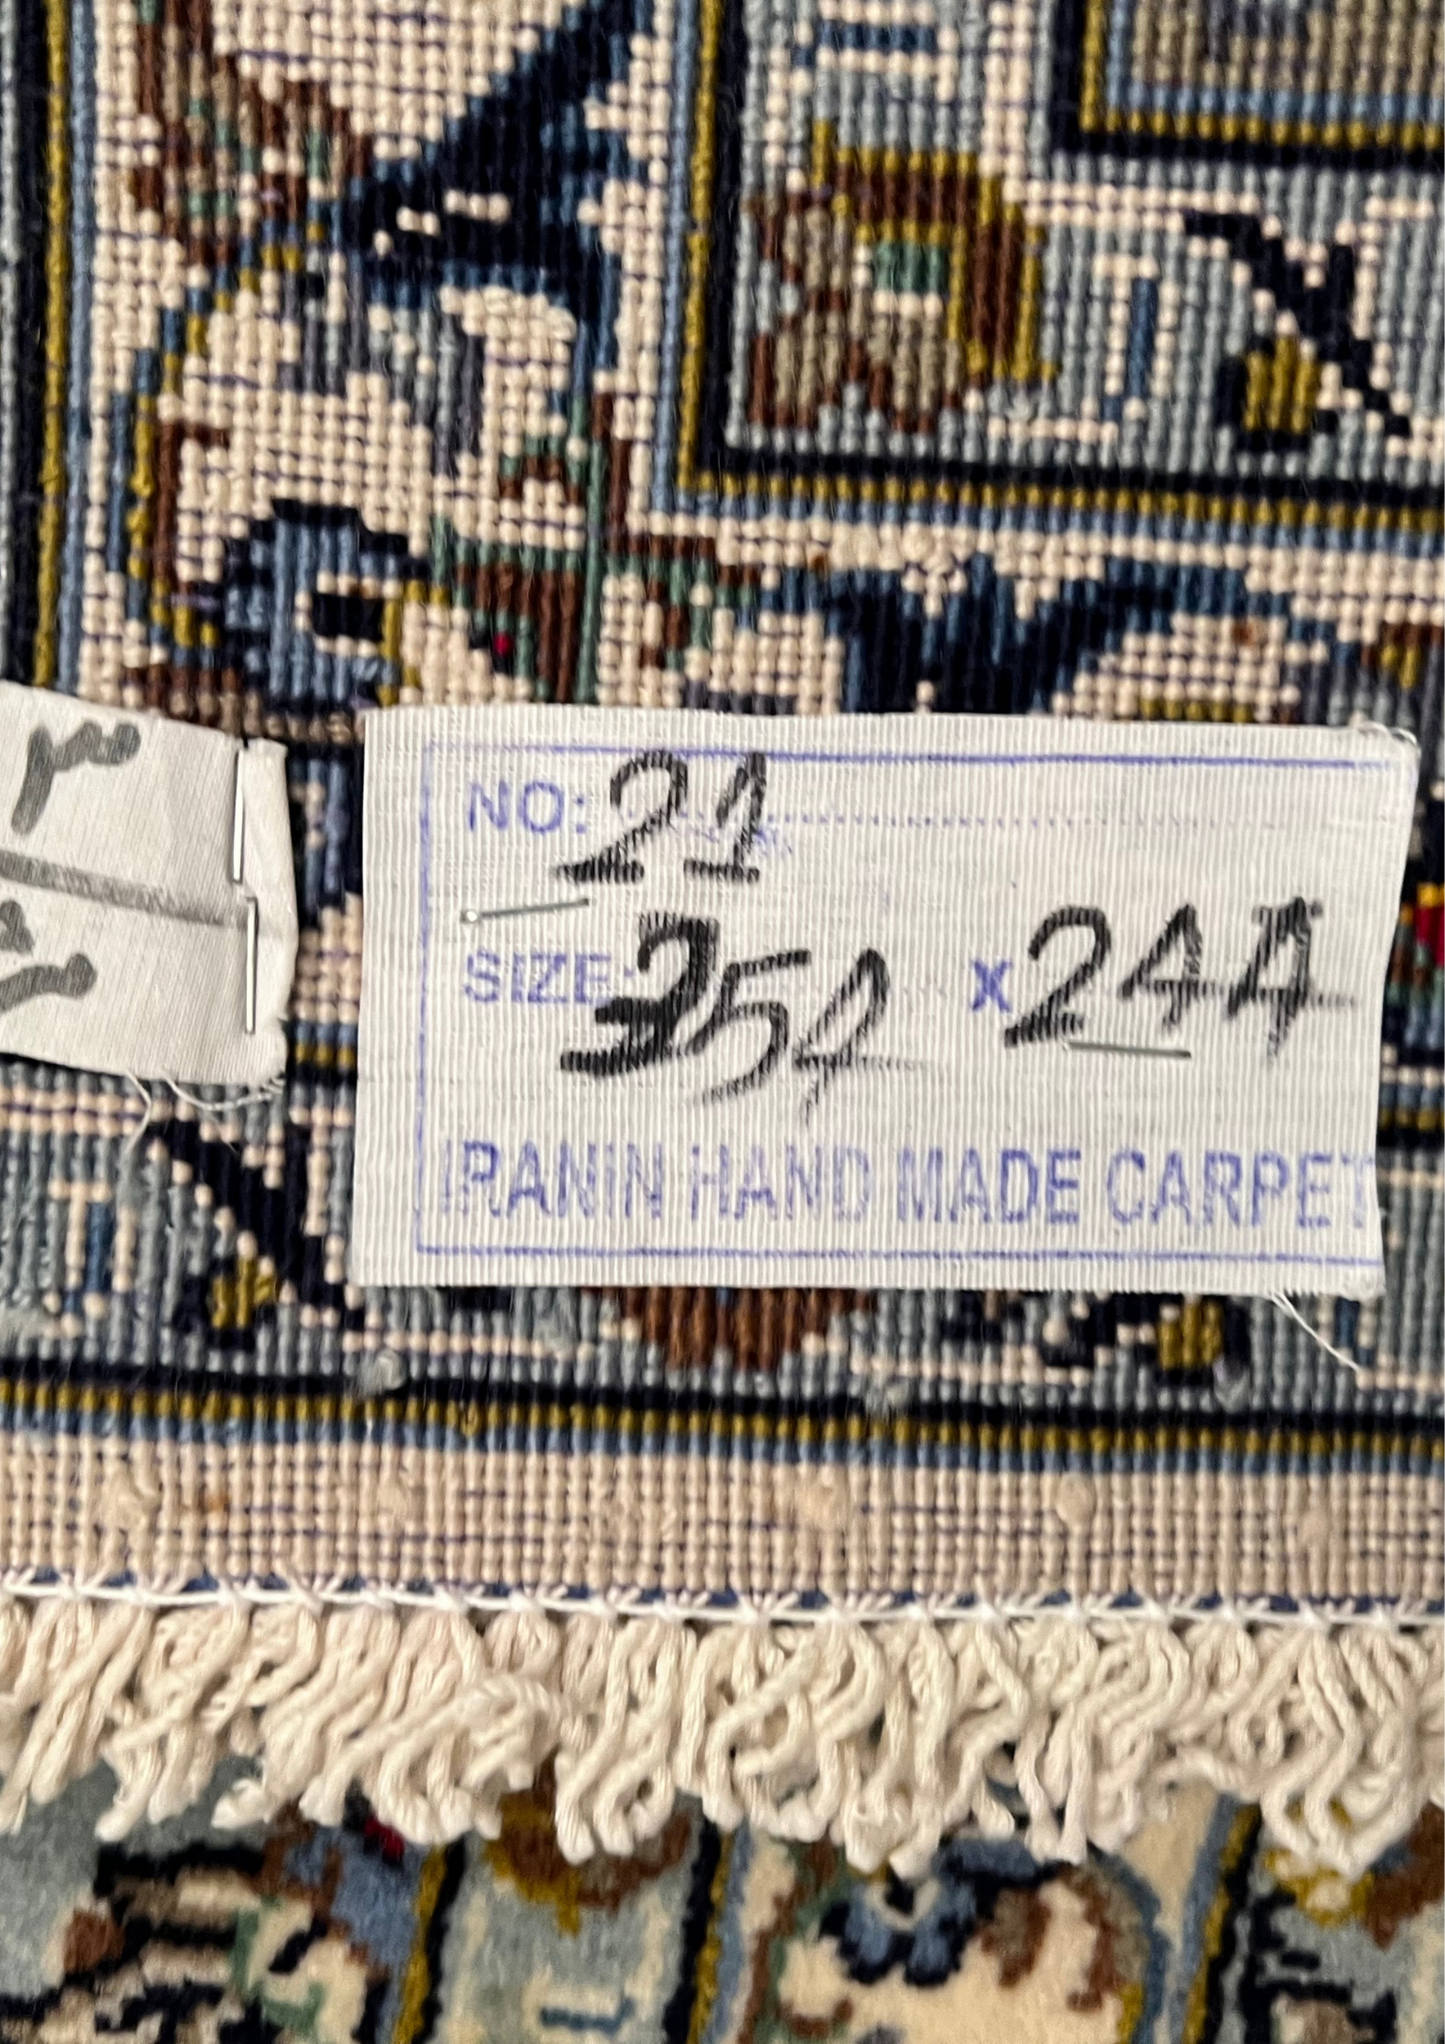 NO: 21
SIZE: 354 x 244
IRANIN HAND MADE CARPET